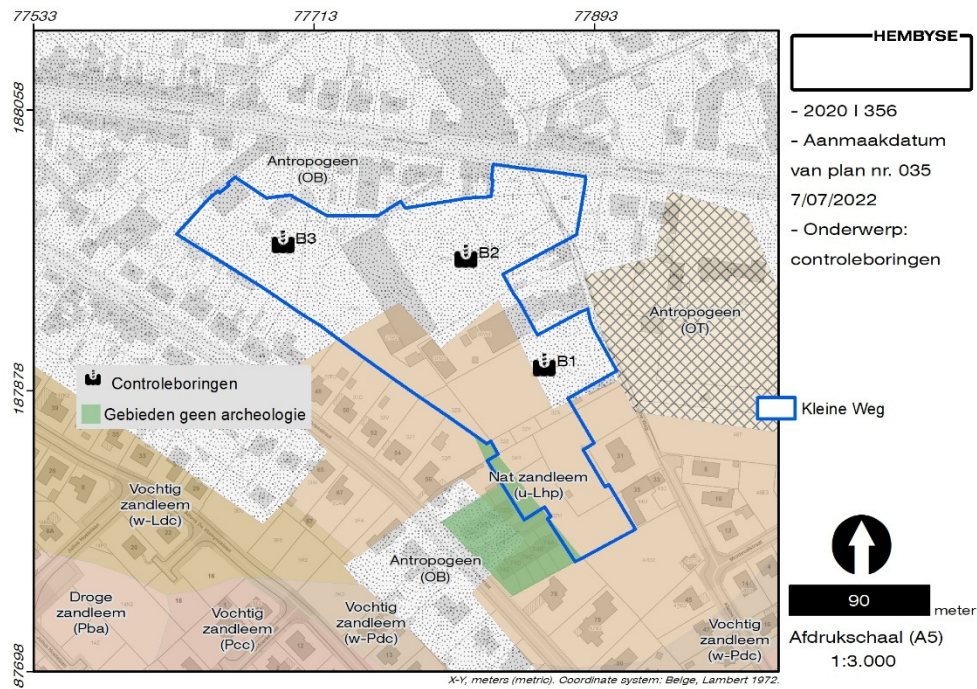 77533
77713
77893
188058
187878
187698
HEMBYSE
- 2020 I 356
- Aanmaakdatum
van plan nr. 035
7/07/2022
- Onderwerp:
controleboringen
Antropogeen
(OB)
B3
B2
B1
Antropogeen
(OT)
Controleboringen
Gebieden geen archeologie
Kleine Weg
Nat zandleem
(u-Lhp)
Vochtig
zandleem
(w-Ldc)
Antropogeen
(OB)
Droge
zandleem
(Pba)
Vochtig
zandleem
(Pcc)
Vochtig
zandleem
(w-Pdc)
Vochtig
zandleem
(w-Pdc)
90
meter
Afdrukschaal (A5)
1:3.000
X-Y, meters (metric). Coordinate system: Belge, Lambert 1972.